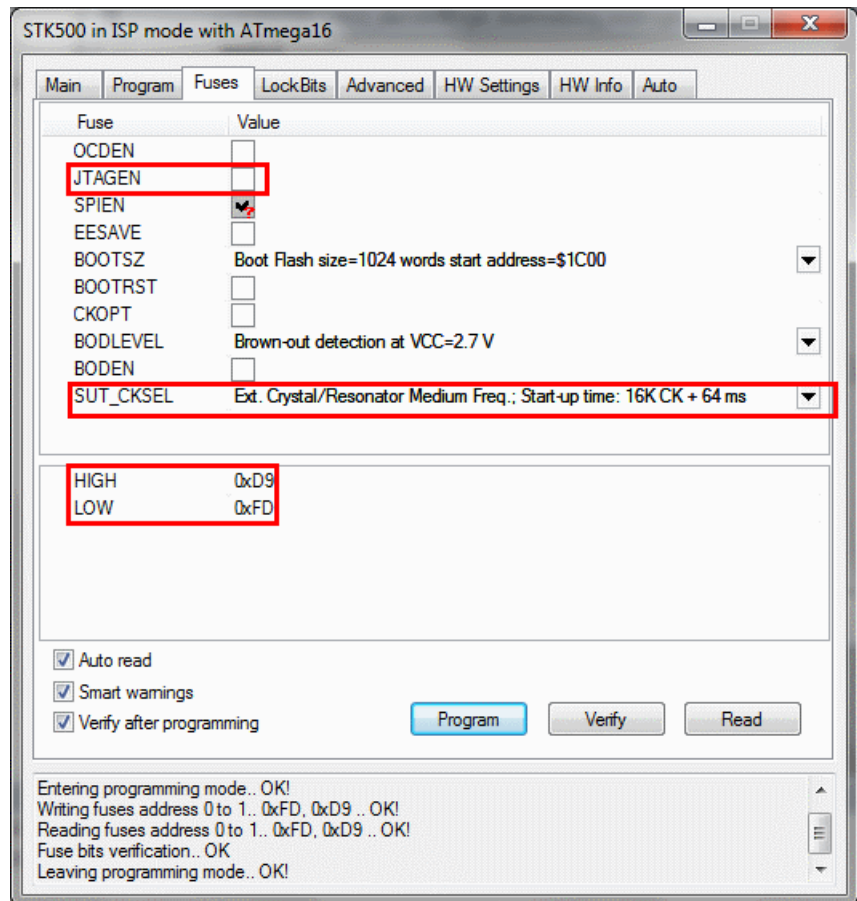 STK500 in ISP mode with ATmega16
Main Program Fuses LockBits Advanced HW Settings HW Info Auto
Fuse Value
OCDEN
JTAGEN
SPIEN
EESAVE
BOOTSZ Boot Flash size=1024 words start address=$1C00
BOOTRST
CKOPT
BODLEVEL Brown-out detection at VCC=2.7 V
BODEN
SUT_CKSEL Ext. Crystal/Resonator Medium Freq.; Start-up time: 16K CK + 64 ms
HIGH 0xD9
LOW 0xFD
Auto read
Smart warnings
Verify after programming
Program Verify Read
Entering programming mode.. OK!
Writing fuses address 0 to 1.. 0xFD, 0xD9 .. OK!
Reading fuses address 0 to 1.. 0xFD, 0xD9 .. OK!
Fuse bits verification.. OK
Leaving programming mode.. OK!